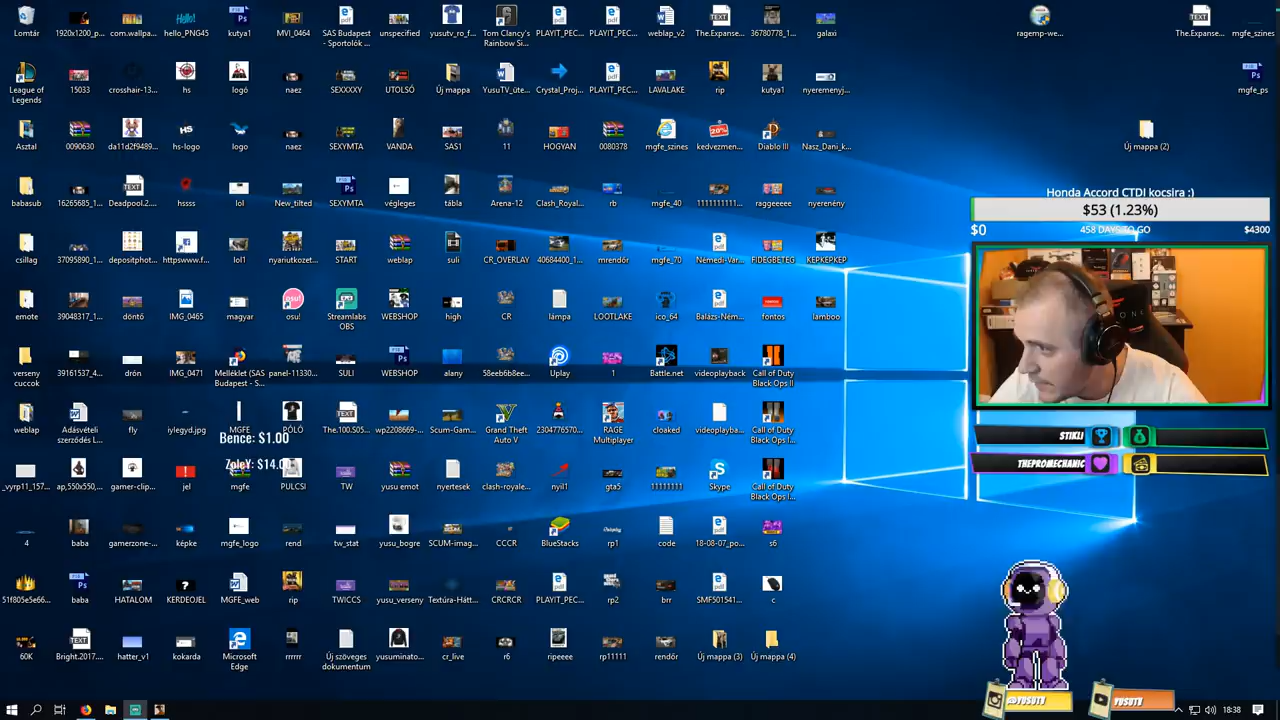 Lomtár 1920x1200_p... com.wallpa... hello_PNG45 kutya1 MVI_0464 SAS Budapest - Sportolók ... unspecified yusutv_ro_f... Tom Clancy's Rainbow Si... PLAYIT_PEC... PLAYIT_PEC... weblap_v2 The.Expanse... 36780778_1... galaxi ragemp-we... The.Expanse... mgfe_szines
League of Legends 15033 crosshair-13... hs logó naez SEXXXXY UTOLSÓ Új mappa YusuTV_üte... Crystal_Proj... PLAYIT_PEC... LAVALAKE rip kutya1 nyeremenyj... mgfe_ps
Asztal 0090630 da11d2f9489... hs-logo logo naez SEXYMTA VANDA SAS1 11 HOGYAN 0080378 mgfe_szines kedvezmen... Diablo III Nasz_Dani_k... Új mappa (2)
babasub 16265685_1... Deadpool.2... hssss lol New_tilted SEXYMTA végleges tábla Arena-12 Clash_Royal... rb mgfe_40 1111111111... raggeeeee nyerenény
Honda Accord CTDI kocsira :)
$53 (1.23%)
$0 458 DAYS TO GO $4300
csillag 37095890_1... depositphot... httpswww.f... lol1 nyariutkozet... START weblap suli CR_OVERLAY 40684400_1... mrendőr mgfe_70 Némedi-Var... FIDEGBETEG KEPKEPKEP
emote 39048317_1... döntő IMG_0465 magyar osu! Streamlabs OBS WEBSHOP high CR lámpa LOOTLAKE ico_64 Balázs-Ném... fontos lamboo
verseny cuccok 39161537_4... drón IMG_0471 Melléklet (SAS Budapest - S... panel-11330... SULI WEBSHOP alany 58eeb6b8ee... Uplay 1 Battle.net videoplayback Call of Duty Black Ops II
weblap Adásvételi szerződés I... fly iylegyd.jpg MGFE PÓLÓ The.100.S05... wp2208669-... Scum-Gam... Grand Theft Auto V 2304776570... RAGE Multiplayer cloaked videoplayba... Call of Duty Black Ops I...
Bence: $1.00
Zole Y: $14.0
STIKLI
THEPROMECHANIC
_vyrp11_157... ap,550x550,... gamer-clip... jel mgfe PULCSI TW yusu emot nyertesek clash-royale... nyil1 gta5 11111111 Skype Call of Duty Black Ops I...
4 baba gamerzone-... képke mgfe_logo rend tw_stat yusu_bogre SCUM-imag... CCCR BlueStacks rp1 code 18-08-07_po... s6
51f805e5e66... baba HATALOM KERDEOJEL MGFE_web rip TWICCS yusu_verseny Textúra-Hátt... CRCRCR PLAYIT_PEC... rp2 brr SMF501541... c
60K Bright.2017... hatter_v1 kokarda Microsoft Edge rrrrrr Új szöveges dokumentum yusuminato... cr_live r6 ripeeee rp11111 rendőr Új mappa (3) Új mappa (4)
@YUSUTV YUSUTV
18:38